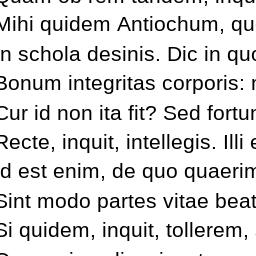 Quam ob rem tandem, inqu
Mihi quidem Antiochum, qu
in schola desinis. Dic in quo
Bonum integritas corporis:
Cur id non ita fit? Sed fortun
Recte, inquit, intellegis. Illi
Id est enim, de quo quaerim
Sint modo partes vitae beat
Si quidem, inquit, tollerem,